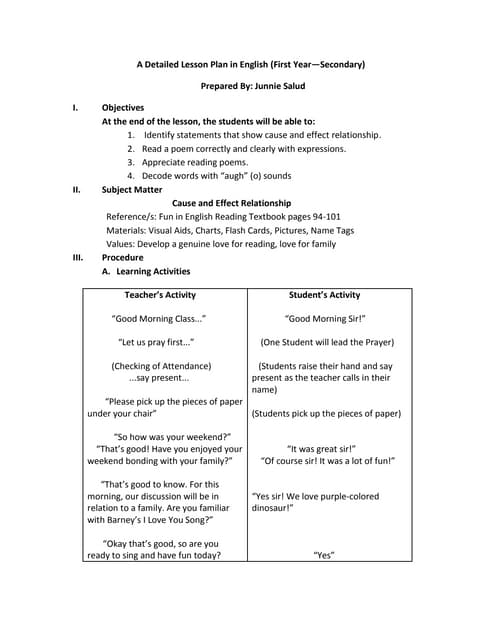 A Detailed Lesson Plan in English (First Year—Secondary)
Prepared By: Junnie Salud
I. Objectives
At the end of the lesson, the students will be able to:
1. Identify statements that show cause and effect relationship.
2. Read a poem correctly and clearly with expressions.
3. Appreciate reading poems.
4. Decode words with “augh” (o) sounds
II. Subject Matter
Cause and Effect Relationship
Reference/s: Fun in English Reading Textbook pages 94-101
Materials: Visual Aids, Charts, Flash Cards, Pictures, Name Tags
Values: Develop a genuine love for reading, love for family
III. Procedure
A. Learning Activities
Teacher’s Activity
“Good Morning Class...”
“Let us pray first...”
(Checking of Attendance)
...say present...
“Please pick up the pieces of paper
under your chair”
“So how was your weekend?”
“That’s good! Have you enjoyed your
weekend bonding with your family?”
“That’s good to know. For this
morning, our discussion will be in
relation to a family. Are you familiar
with Barney’s I Love You Song?”
“Okay that’s good, so are you
ready to sing and have fun today?
Student’s Activity
“Good Morning Sir!”
(One Student will lead the Prayer)
(Students raise their hand and say
present as the teacher calls in their
name)
(Students pick up the pieces of paper)
“It was great sir!”
“Of course sir! It was a lot of fun!”
“Yes sir! We love purple-colored
dinosaur!”
“Yes”